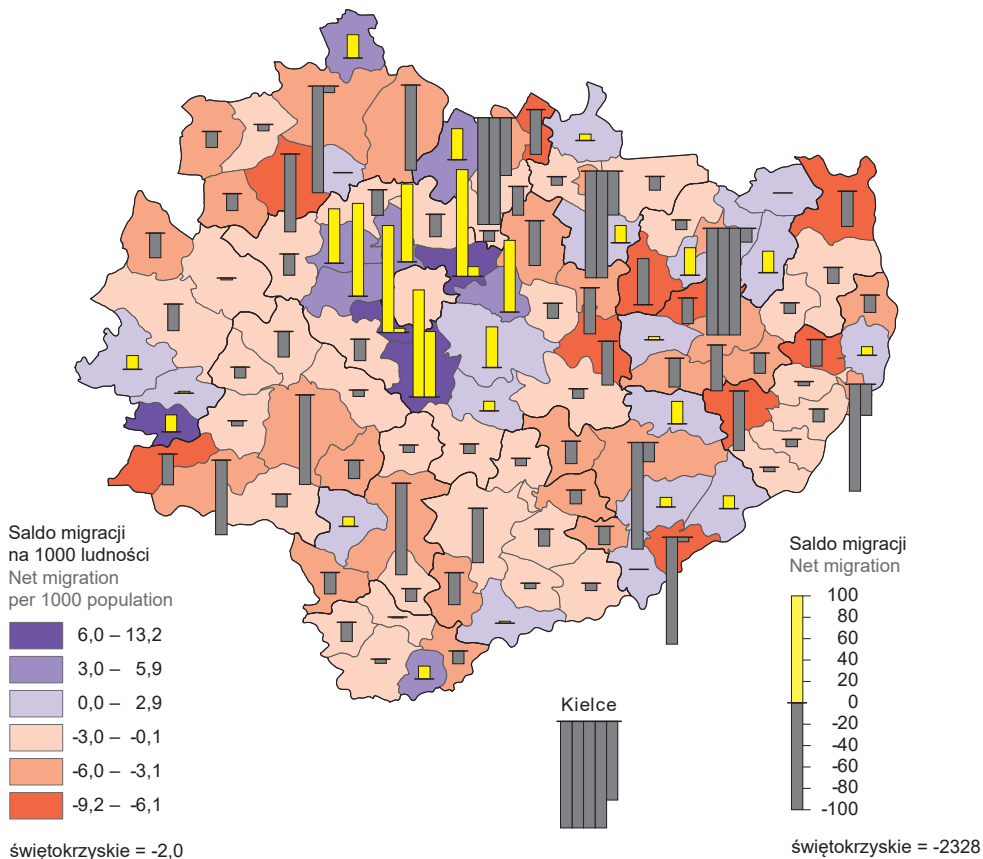 Saldo migracji
na 1000 ludności
Net migration
per 1000 population
6,0 – 13,2
3,0 – 5,9
0,0 – 2,9
-3,0 – -0,1
-6,0 – -3,1
-9,2 – -6,1
świętokrzyskie = -2,0
Kielce
Saldo migracji
Net migration
100
80
60
40
20
0
-20
-40
-60
-80
-100
świętokrzyskie = -2328